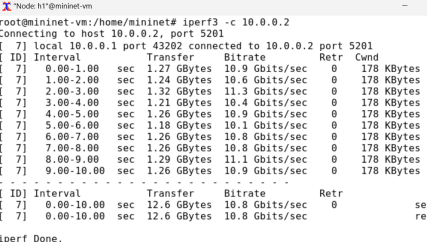 "Node: h1"@mininet-vm
root@mininet-vm:/home/mininet# iperf3 -c 10.0.0.2
Connecting to host 10.0.0.2, port 5201
[  7] local 10.0.0.1 port 43202 connected to 10.0.0.2 port 5201
[ ID] Interval           Transfer     Bitrate         Retr  Cwnd
[  7]   0.00-1.00   sec  1.27 GBytes  10.9 Gbits/sec    0    178 KBytes
[  7]   1.00-2.00   sec  1.24 GBytes  10.6 Gbits/sec    0    178 KBytes
[  7]   2.00-3.00   sec  1.32 GBytes  11.3 Gbits/sec    0    178 KBytes
[  7]   3.00-4.00   sec  1.21 GBytes  10.4 Gbits/sec    0    178 KBytes
[  7]   4.00-5.00   sec  1.26 GBytes  10.9 Gbits/sec    0    178 KBytes
[  7]   5.00-6.00   sec  1.18 GBytes  10.1 Gbits/sec    0    178 KBytes
[  7]   6.00-7.00   sec  1.26 GBytes  10.8 Gbits/sec    0    178 KBytes
[  7]   7.00-8.00   sec  1.26 GBytes  10.8 Gbits/sec    0    178 KBytes
[  7]   8.00-9.00   sec  1.29 GBytes  11.1 Gbits/sec    0    178 KBytes
[  7]   9.00-10.00  sec  1.26 GBytes  10.9 Gbits/sec    0    178 KBytes
- - - - - - - - - - - - - - - - - - - - - - - - -
[ ID] Interval           Transfer     Bitrate         Retr
[  7]   0.00-10.00  sec  12.6 GBytes  10.8 Gbits/sec    0             se
[  7]   0.00-10.00  sec  12.6 GBytes  10.8 Gbits/sec                  re
iperf Done.